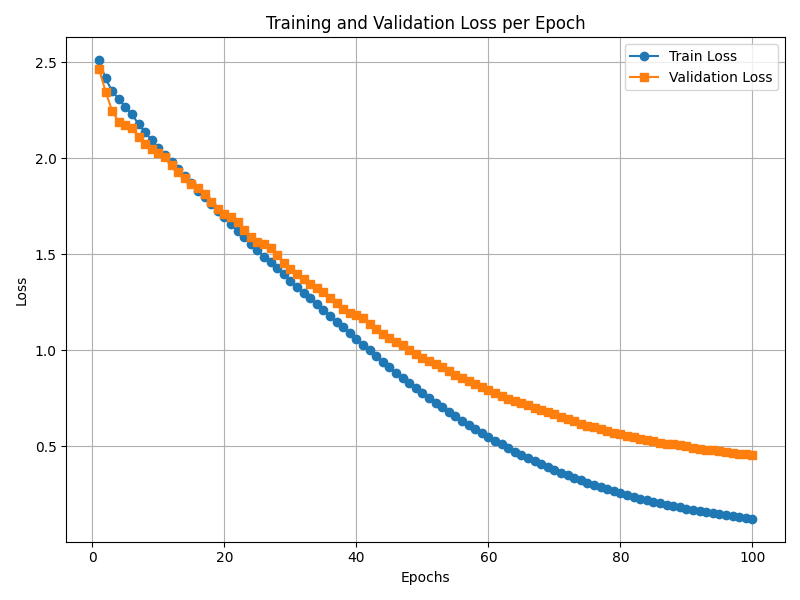 Training and Validation Loss per Epoch
Train Loss
Validation Loss
2.5
2.0
1.5
1.0
0.5
Loss
0 20 40 60 80 100
Epochs